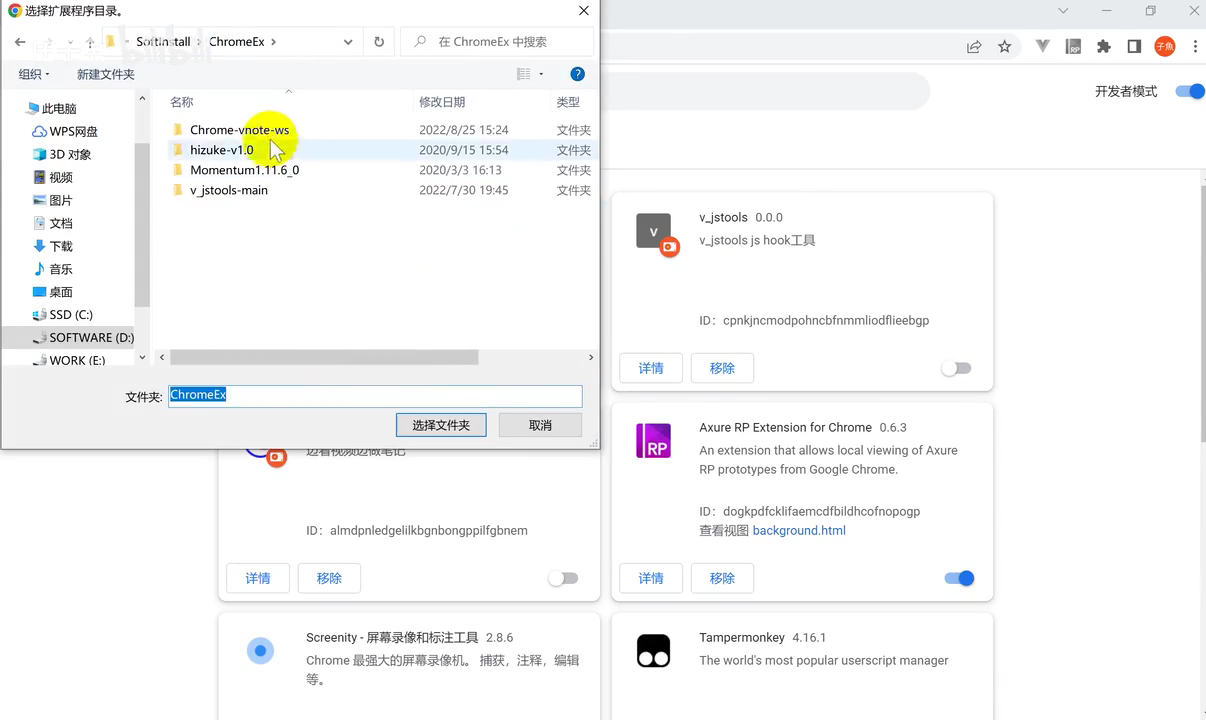 选择扩展程序目录。
SoftInstall
ChromeEx
在 ChromeEx 中搜索
组织
新建文件夹
名称
修改日期
类型
此电脑
WPS网盘
3D 对象
视频
图片
文档
下载
音乐
桌面
SSD (C:)
SOFTWARE (D:)
WORK (E:)
Chrome-vnote-ws
2022/8/25 15:24
文件夹
hizuke-v1.0
2020/9/15 15:54
文件夹
Momentum1.11.6_0
2020/3/3 16:13
文件夹
v_jstools-main
2022/7/30 19:45
文件夹
文件夹:
ChromeEx
选择文件夹
取消
RP
子魚
开发者模式
V
v_jstools 0.0.0
v_jstools js hook工具
ID：cpnkjncmodpohncbfnmmliodflieebgp
详情
移除
边看视频边做笔记
ID：almdpnledgelilkbgnbongppilfgbnem
详情
移除
RP
Axure RP Extension for Chrome 0.6.3
An extension that allows local viewing of Axure
RP prototypes from Google Chrome.
ID：dogkpdfcklifaemcdfbildhcofnopogp
查看视图 background.html
详情
移除
Screenity - 屏幕录像和标注工具 2.8.6
Chrome 最强大的屏幕录像机。 捕获，注释，编辑
等。
Tampermonkey 4.16.1
The world's most popular userscript manager